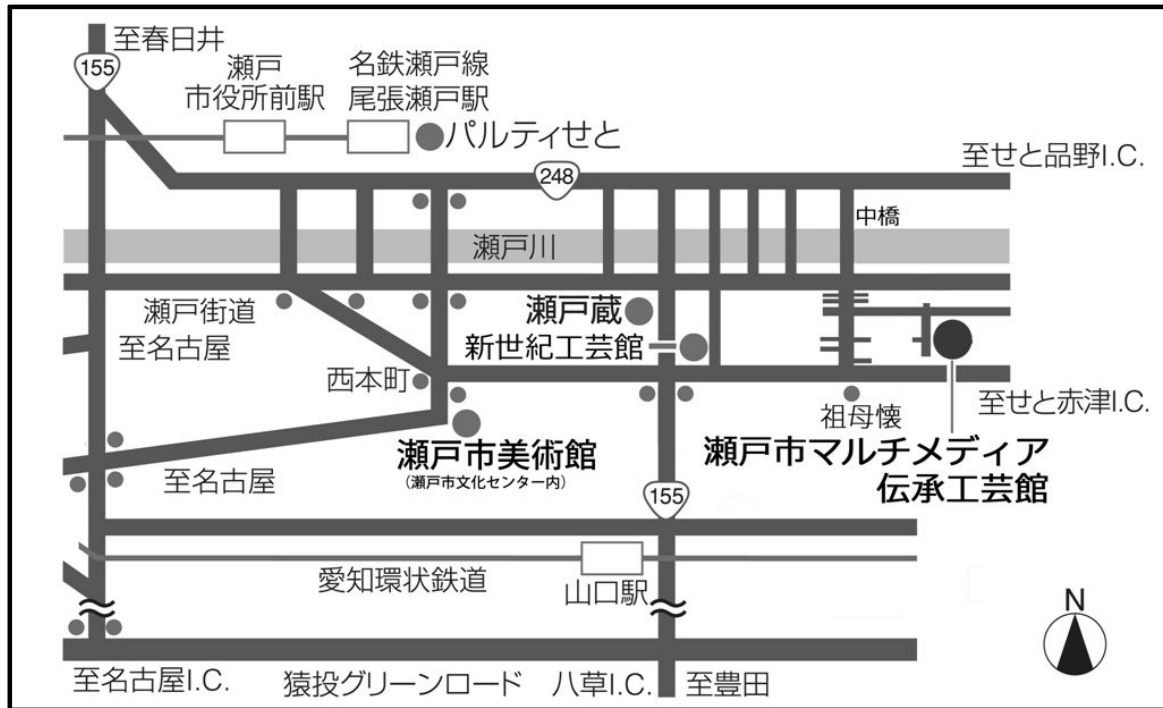 至春日井
155
瀬戸
市役所前駅
名鉄瀬戸線
尾張瀬戸駅
パルティせと
至せと品野I.C.
248
中橋
瀬戸川
瀬戸街道
至名古屋
瀬戸蔵
新世紀工芸館
西本町
祖母懐
至せと赤津I.C.
瀬戸市美術館
(瀬戸市文化センター内)
瀬戸市マルチメディア
伝承工芸館
至名古屋
155
愛知環状鉄道
山口駅
N
至名古屋I.C.
猿投グリーンロード
八草I.C.
至豊田